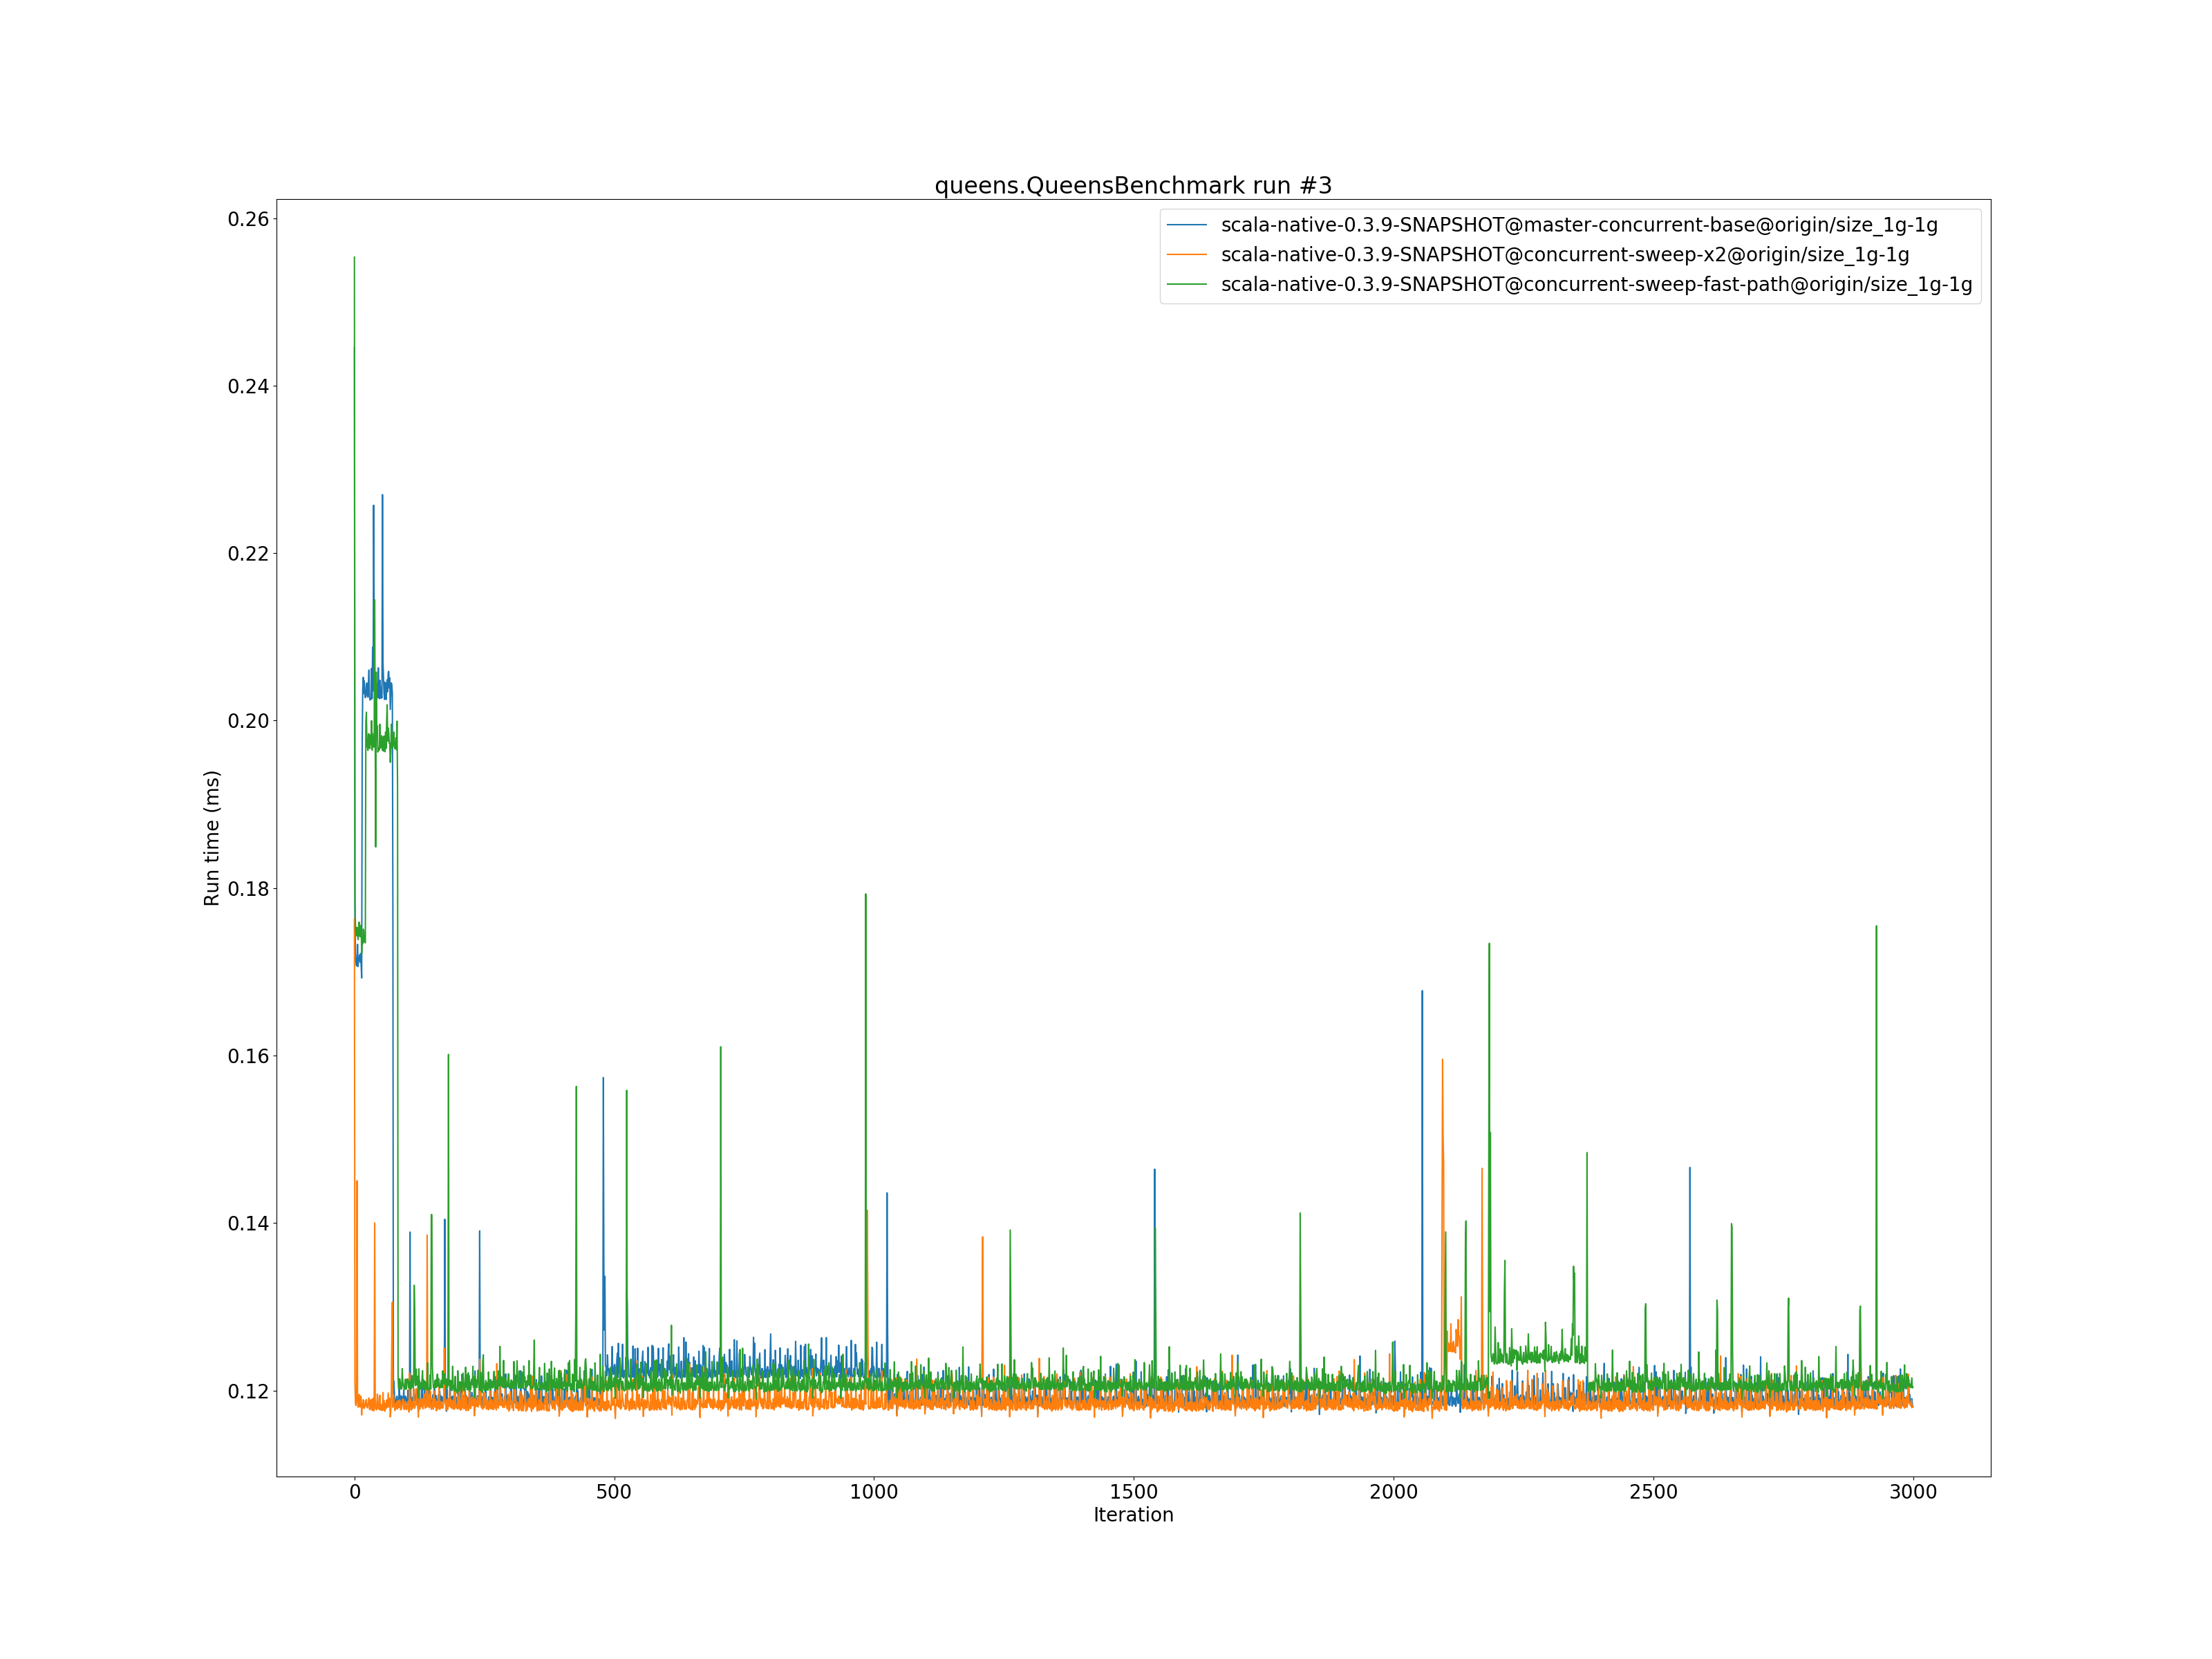 queens.QueensBenchmark run #3
scala-native-0.3.9-SNAPSHOT@master-concurrent-base@origin/size_1g-1g
scala-native-0.3.9-SNAPSHOT@concurrent-sweep-x2@origin/size_1g-1g
scala-native-0.3.9-SNAPSHOT@concurrent-sweep-fast-path@origin/size_1g-1g
0.26
0.24
0.22
0.20
0.18
0.16
0.14
0.12
Run time (ms)
0 500 1000 1500 2000 2500 3000
Iteration